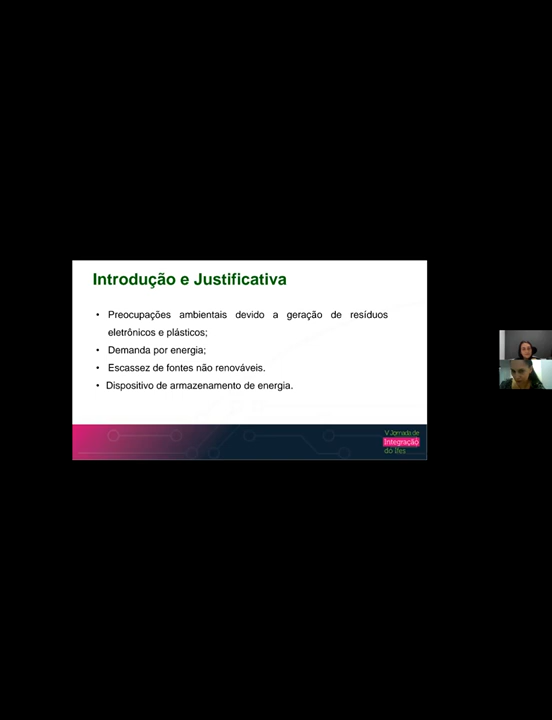 Introdução e Justificativa
• Preocupações ambientais devido a geração de resíduos
eletrônicos e plásticos;
• Demanda por energia;
• Escassez de fontes não renováveis.
• Dispositivo de armazenamento de energia.
V Jornada de
Integração
do Ifes